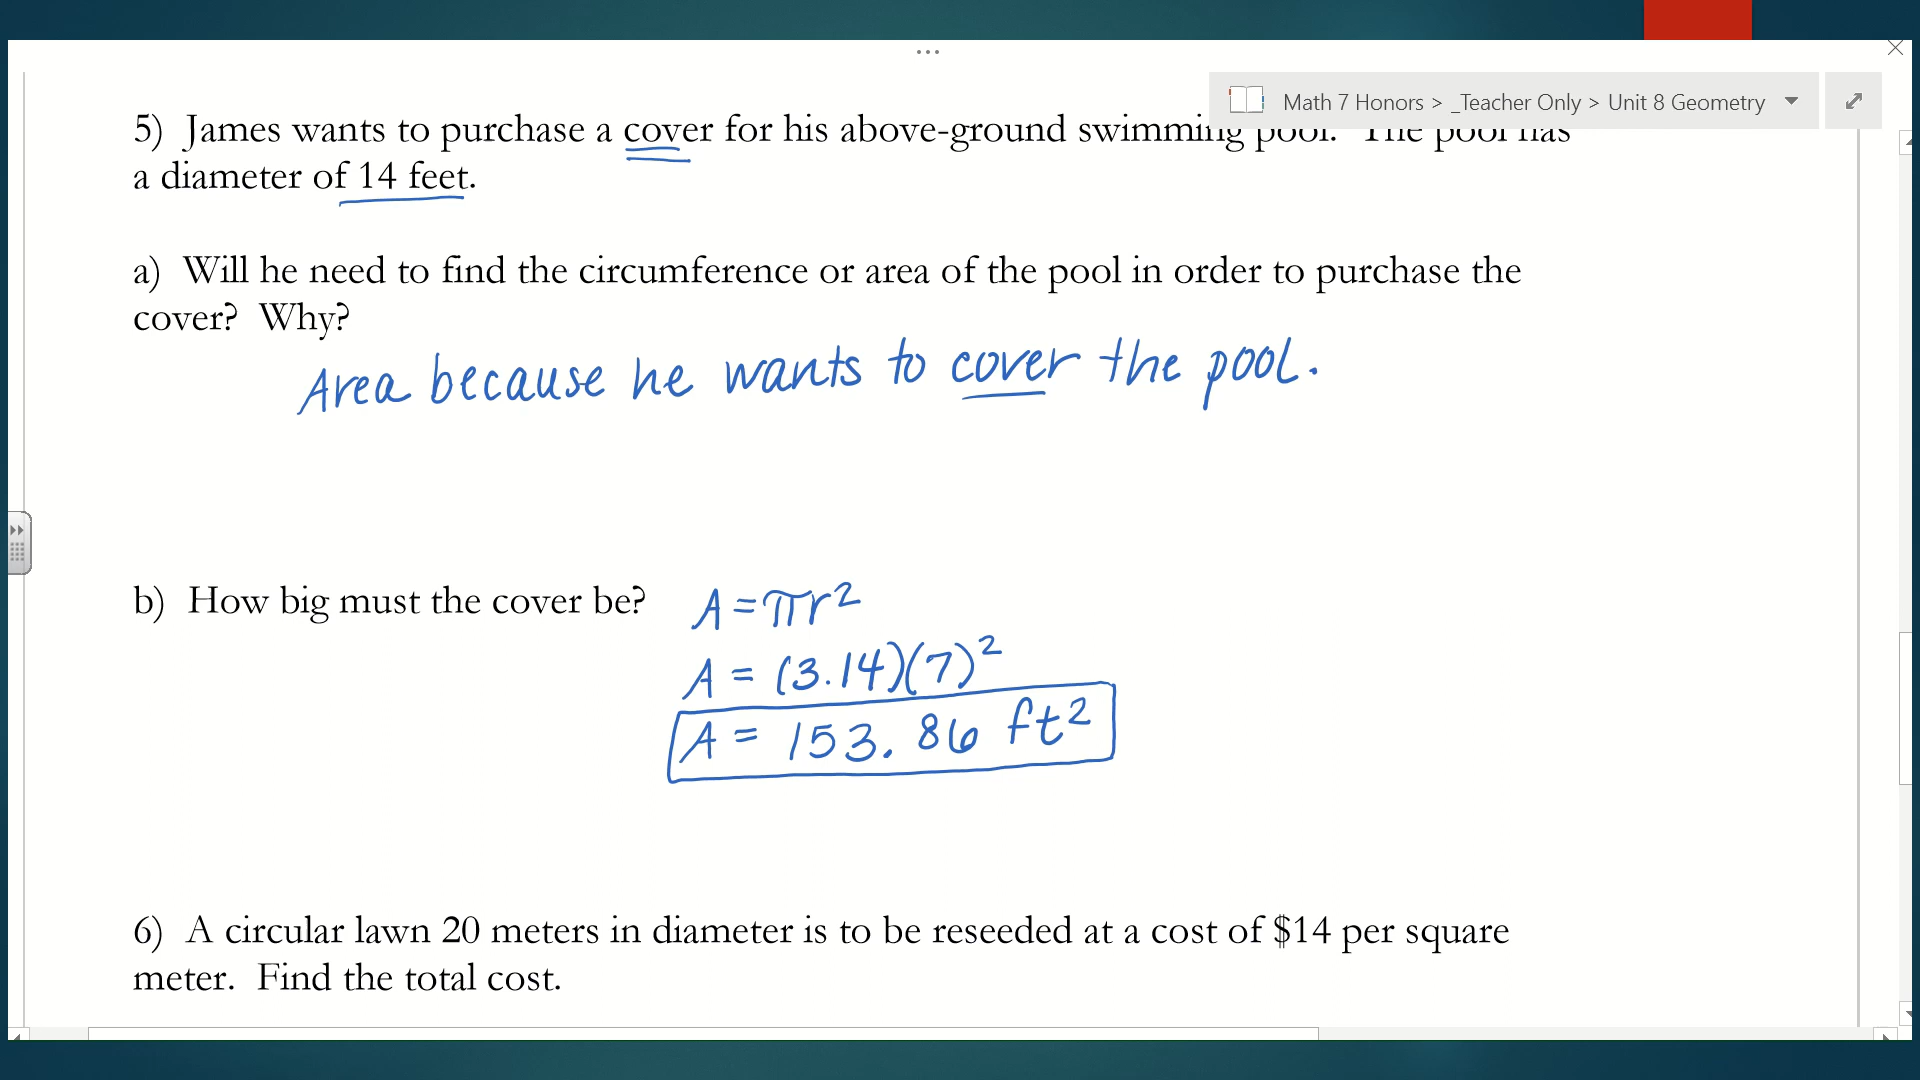 Math 7 Honors > _Teacher Only > Unit 8 Geometry
5) James wants to purchase a cover for his above-ground swimming pool. The pool has
a diameter of 14 feet.
a) Will he need to find the circumference or area of the pool in order to purchase the
cover? Why?
Area because he wants to cover the pool.
b) How big must the cover be? A = πr²
A = (3.14)(7)²
A = 153.86 ft²
6) A circular lawn 20 meters in diameter is to be reseeded at a cost of $14 per square
meter. Find the total cost.